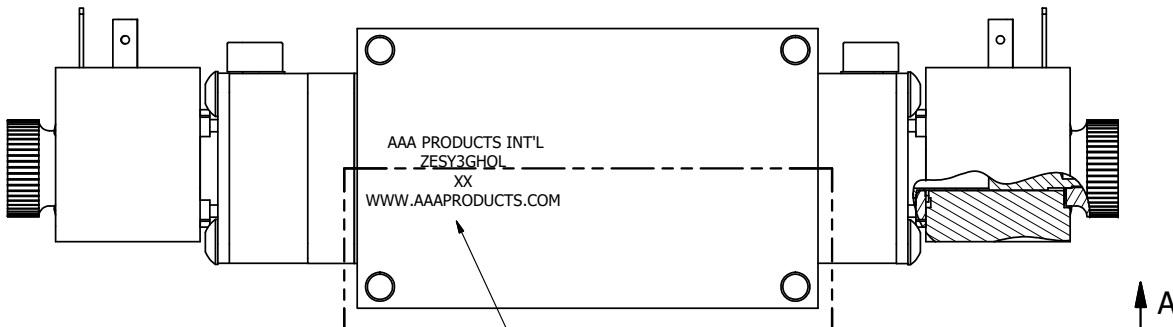 AAA PRODUCTS INT'L
ZESY3GHOL
XX
WWW.AAAPRODUCTS.COM
A